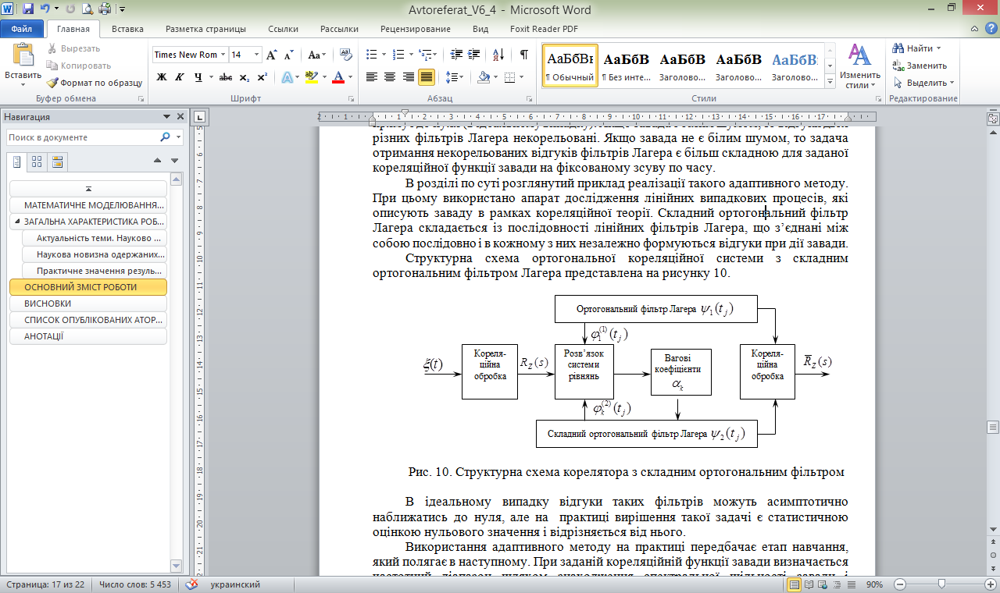 Avtoreferat_V6_4 - Microsoft Word
Файл Главная Вставка Разметка страницы Ссылки Рассылки Рецензирование Вид Foxit Reader PDF
Вставить
Вырезать
Копировать
Формат по образцу
Буфер обмена
Times New Rom 14
Ж К Ч abc x₂ x²
Шрифт
Абзац
АаБбВв АаБбВ АаБбВ АаБбВ АаБбВ
¶ Обычный ¶ Без инте... Заголово... Заголово... Заголово...
Стили
Изменить стили
Найти
Заменить
Выделить
Редактирование
Навигация
Поиск в документе
МАТЕМАТИЧНЕ МОДЕЛЮВАННЯ...
ЗАГАЛЬНА ХАРАКТЕРИСТИКА РОБ...
Актуальність теми. Науково ...
Наукова новизна одержаних...
Практичне значення резуль...
ОСНОВНИЙ ЗМІСТ РОБОТИ
ВИСНОВКИ
СПИСОК ОПУБЛІКОВАНИХ АТОР...
АНОТАЦІЇ
різних фільтрів Лагера некорельовані. Якщо завада не є білим шумом, то задача
отримання некорельованих відгуків фільтрів Лагера є більш складною для заданої
кореляційної функції завади на фіксованому зсуву по часу.
В розділі по суті розглянутий приклад реалізації такого адаптивного методу.
При цьому використано апарат дослідження лінійних випадкових процесів, які
описують заваду в рамках кореляційної теорії. Складний ортогональний фільтр
Лагера складається із послідовності лінійних фільтрів Лагера, що з’єднані між
собою послідовно і в кожному з них незалежно формуються відгуки при дії завади.
Структурна схема ортогональної кореляційної системи з складним
ортогональним фільтром Лагера представлена на рисунку 10.
Ортогональний фільтр Лагера ψ₁(t_j)
φ₁⁽¹⁾(t_j)
ξ(t)
Кореля-
ційна
обробка
R_Z(s)
Розв’язок
системи
рівнянь
Вагові
коефіцієнти
α_k
Кореля-
ційна
обробка
R̅_Z(s)
φ_k⁽²⁾(t_j)
Складний ортогональний фільтр Лагера ψ₂(t_j)
Рис. 10. Структурна схема корелятора з складним ортогональним фільтром
В ідеальному випадку відгуки таких фільтрів можуть асимптотично
наближатись до нуля, але на практиці вирішення такої задачі є статистичною
оцінкою нульового значення і відрізняється від нього.
Використання адаптивного методу на практиці передбачає етап навчання,
який полягає в наступному. При заданій кореляційній функції завади визначається
Страница: 17 из 22 Число слов: 5 453 украинский 90%